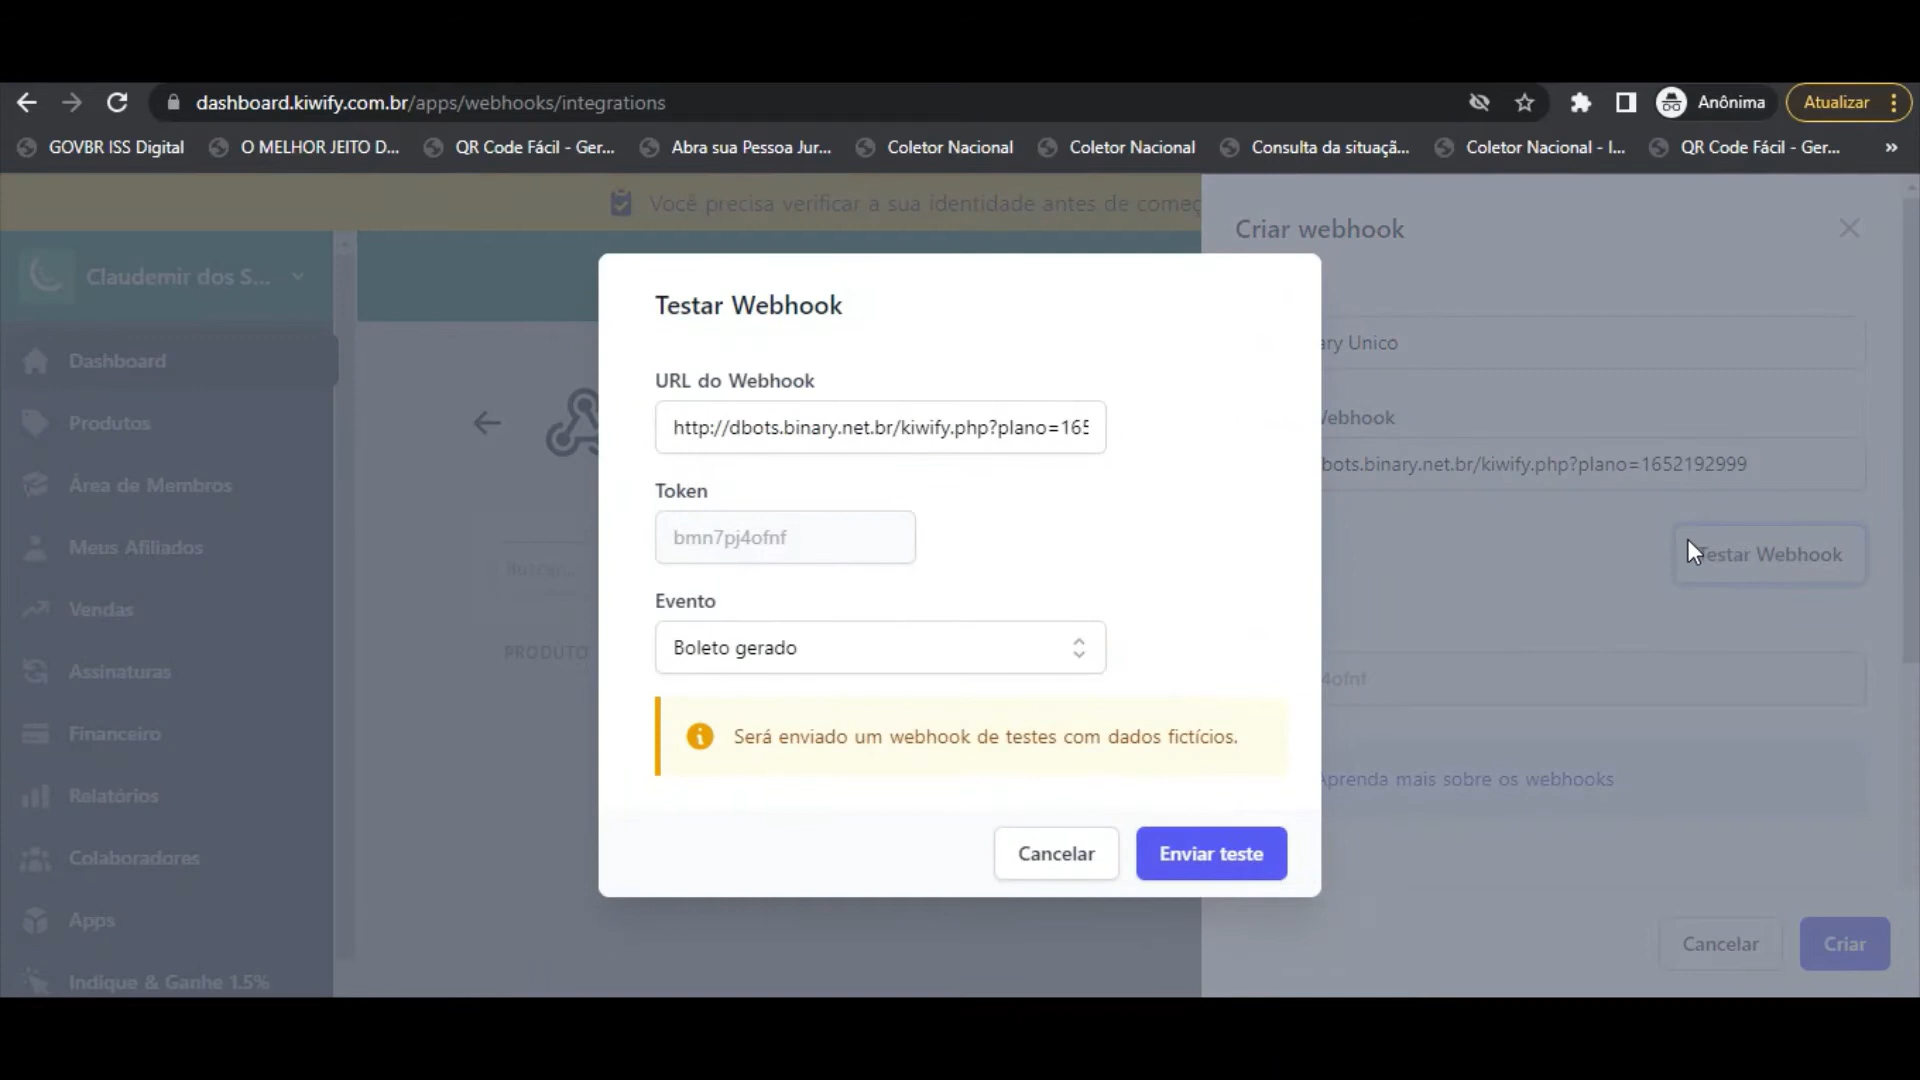 dashboard.kiwify.com.br/apps/webhooks/integrations
Anônima
Atualizar
GOVBR ISS Digital
O MELHOR JEITO D...
QR Code Fácil - Ger...
Abra sua Pessoa Jur...
Coletor Nacional
Coletor Nacional
Consulta da situaçã...
Coletor Nacional - I...
QR Code Fácil - Ger...
»
Você precisa verificar a sua identidade antes de começ
Claudemir dos S...
Dashboard
Produtos
Área de Membros
Meus Afiliados
Vendas
Assinaturas
Financeiro
Relatórios
Colaboradores
Apps
Indique & Ganhe 1.5%
PRODUTO
Testar Webhook
URL do Webhook
http://dbots.binary.net.br/kiwify.php?plano=165
Token
bmn7pj4ofnf
Evento
Boleto gerado
Será enviado um webhook de testes com dados fictícios.
Cancelar
Enviar teste
Criar webhook
ary Unico
Webhook
bots.binary.net.br/kiwify.php?plano=1652192999
Testar Webhook
4ofnf
Aprenda mais sobre os webhooks
Cancelar
Criar